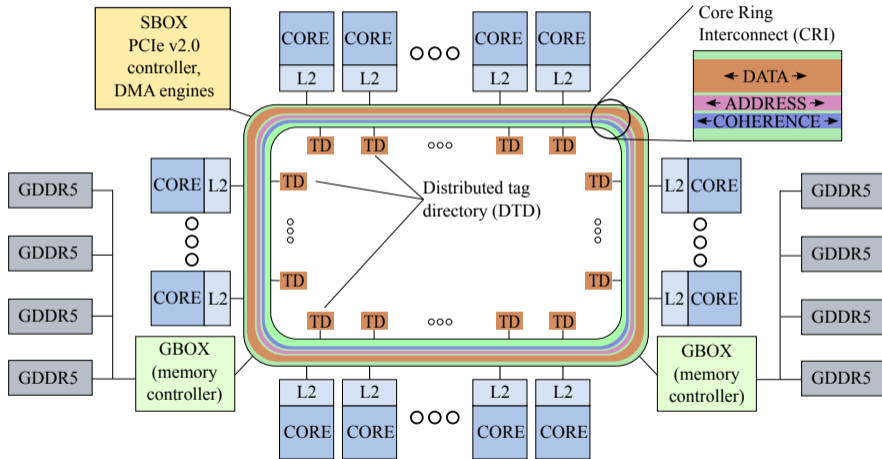 SBOX
PCIe v2.0
controller,
DMA engines
CORE
CORE
CORE
CORE
L2
L2
L2
L2
Core Ring
Interconnect (CRI)
DATA
ADDRESS
COHERENCE
TD
TD
TD
TD
GDDR5
GDDR5
GDDR5
GDDR5
CORE
L2
CORE
L2
TD
TD
Distributed tag
directory (DTD)
TD
TD
L2
CORE
L2
CORE
GDDR5
GDDR5
GDDR5
GDDR5
TD
TD
TD
TD
GBOX
(memory
controller)
GBOX
(memory
controller)
L2
L2
L2
L2
CORE
CORE
CORE
CORE